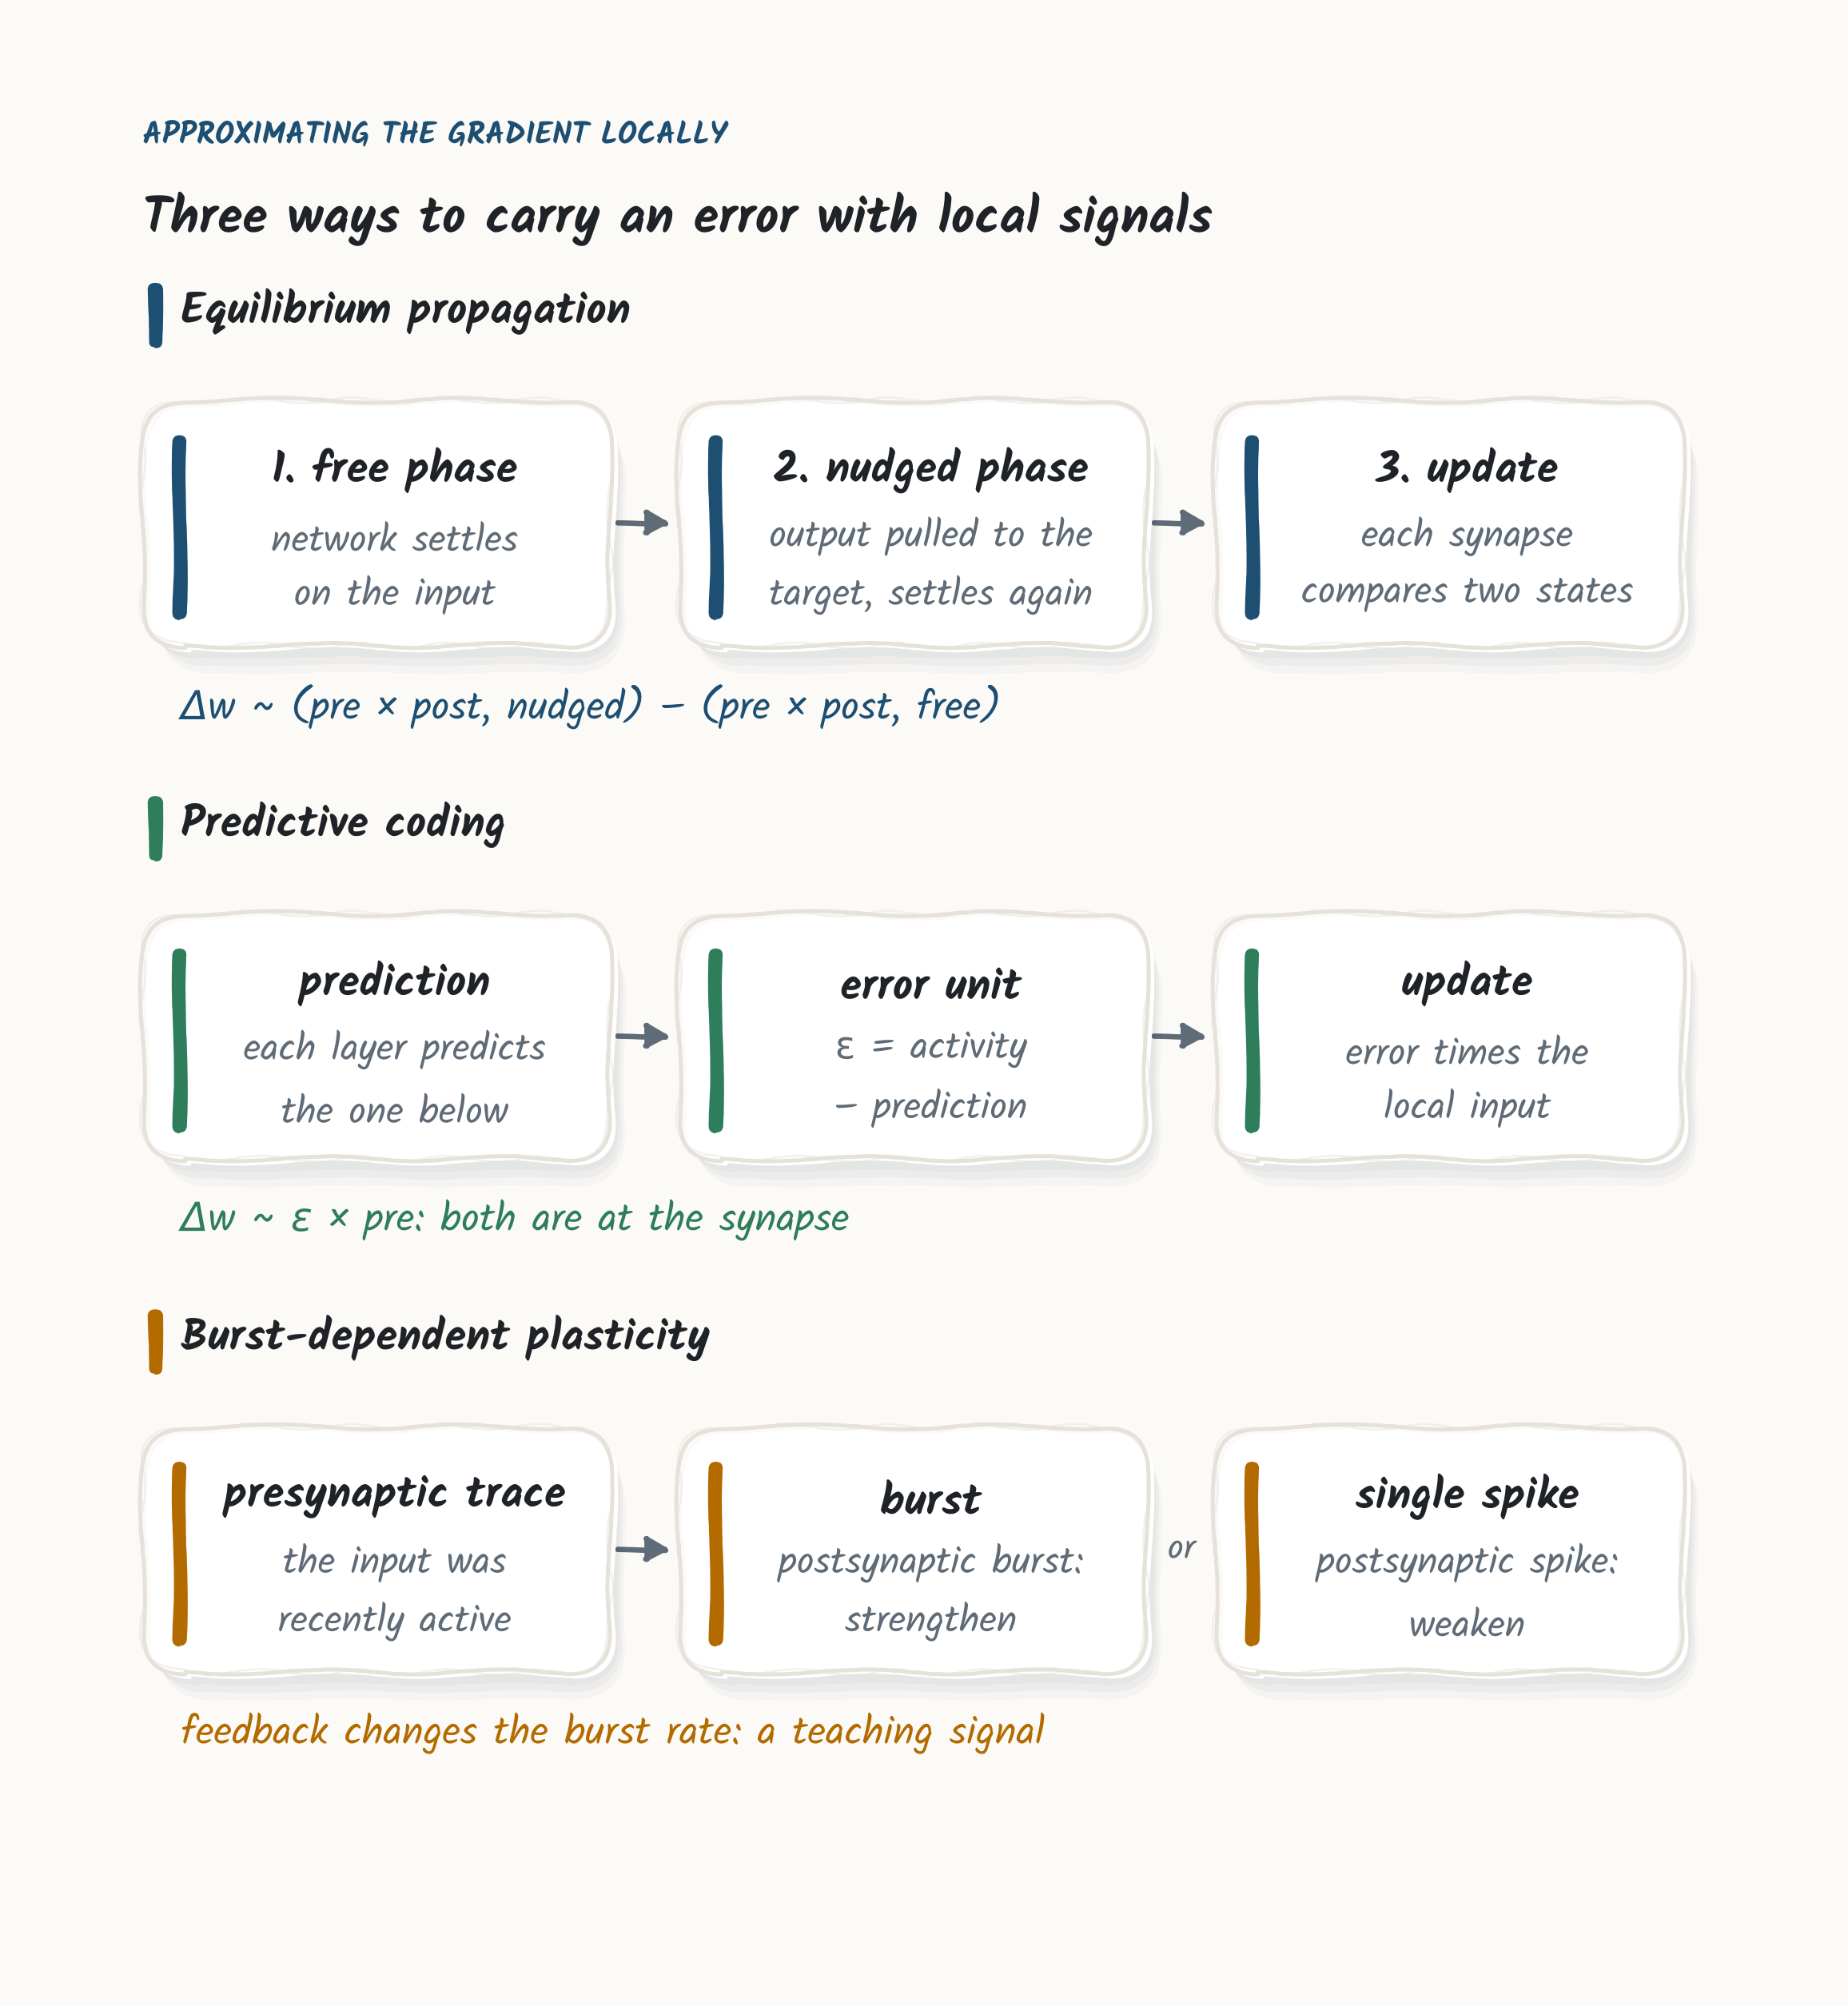 APPROXIMATING THE GRADIENT LOCALLY
Three ways to carry an error with local signals
Equilibrium propagation
1. free phase
network settles
on the input
2. nudged phase
output pulled to the
target, settles again
3. update
each synapse
compares two states
Δw ~ (pre × post, nudged) − (pre × post, free)
Predictive coding
prediction
each layer predicts
the one below
error unit
ε = activity
− prediction
update
error times the
local input
Δw ~ ε × pre: both are at the synapse
Burst-dependent plasticity
presynaptic trace
the input was
recently active
burst
postsynaptic burst:
strengthen
or
single spike
postsynaptic spike:
weaken
feedback changes the burst rate: a teaching signal